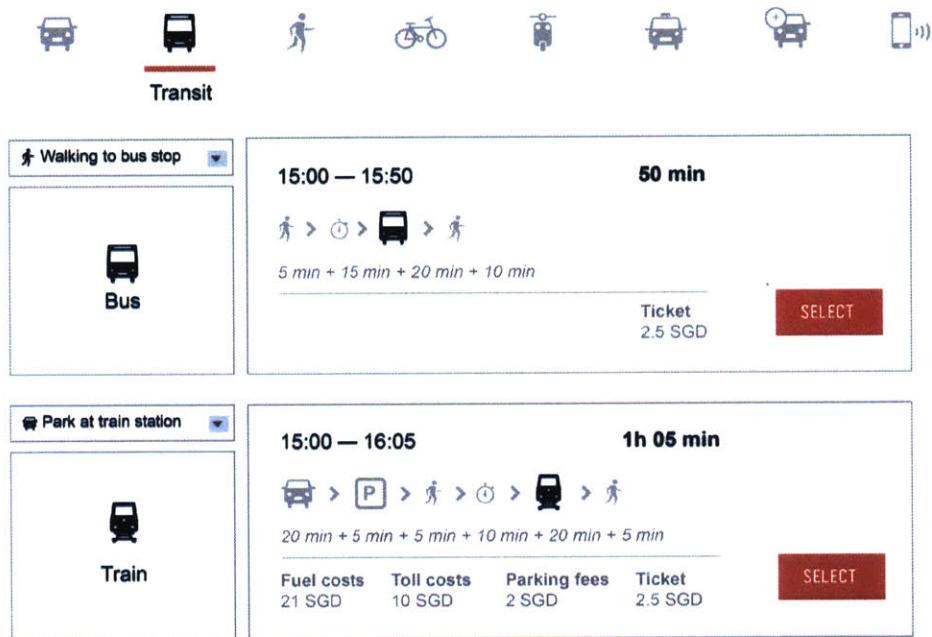 Transit
Walking to bus stop
15:00 — 15:50 50 min
5 min + 15 min + 20 min + 10 min
Bus
Ticket
2.5 SGD
SELECT
Park at train station
15:00 — 16:05 1h 05 min
P
20 min + 5 min + 5 min + 10 min + 20 min + 5 min
Train
Fuel costs Toll costs Parking fees Ticket
21 SGD 10 SGD 2 SGD 2.5 SGD
SELECT